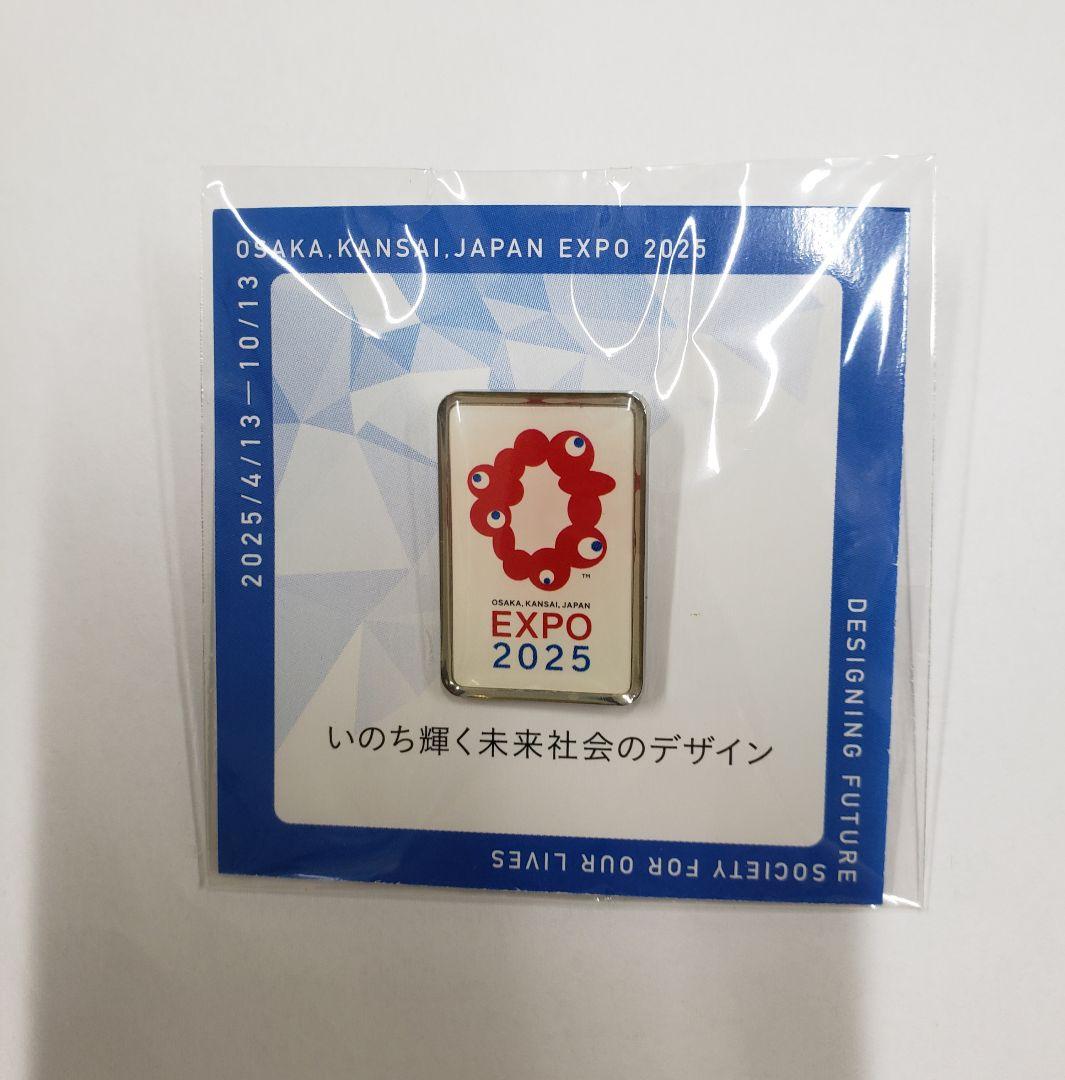 OSAKA,KANSAI,JAPAN EXPO 2025
2025/4/13—10/13
TM
OSAKA, KANSAI, JAPAN
EXPO
2025
いのち輝く未来社会のデザイン
DESIGNING FUTURE
SOCIETY FOR OUR LIVES